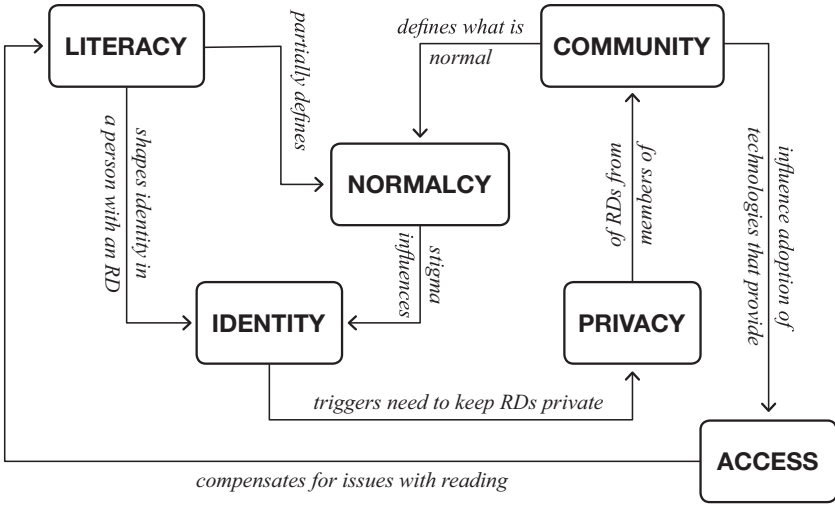 LITERACY
defines what is
normal
COMMUNITY
partially defines
shapes identity in
a person with an RD
NORMALCY
of RDs from
members of
influence adoption of
technologies that provide
stigma
influences
IDENTITY
PRIVACY
triggers need to keep RDs private
ACCESS
compensates for issues with reading